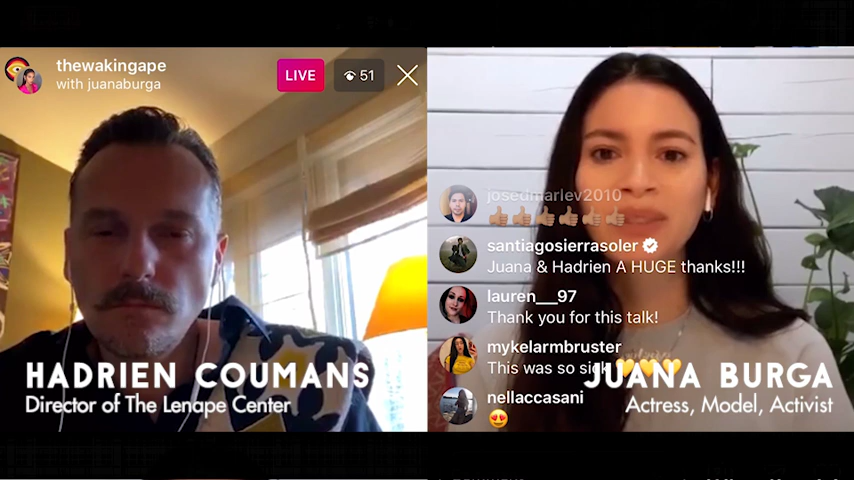 thewakingape
with juanaburga
LIVE
51
josedmarlev2010
santiagosierrasoler
Juana & Hadrien A HUGE thanks!!!
lauren__97
Thank you for this talk!
mykelarmbruster
This was so sick
nellaccasani
HADRIEN COUMANS
Director of The Lenape Center
JUANA BURGA
Actress, Model, Activist